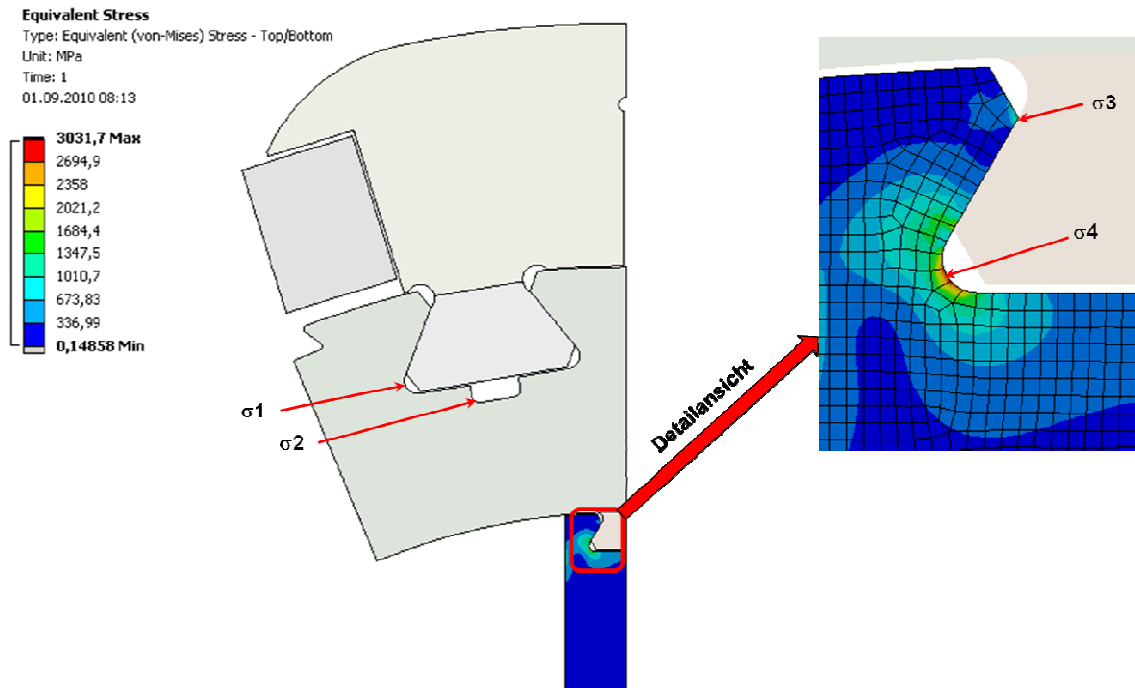 Equivalent Stress
Type: Equivalent (von-Mises) Stress - Top/Bottom
Unit: MPa
Time: 1
01.09.2010 08:13
3031,7 Max
2694,9
2358
2021,2
1684,4
1347,5
1010,7
673,83
336,99
0,14858 Min
σ1
σ2
Detailansicht
σ3
σ4